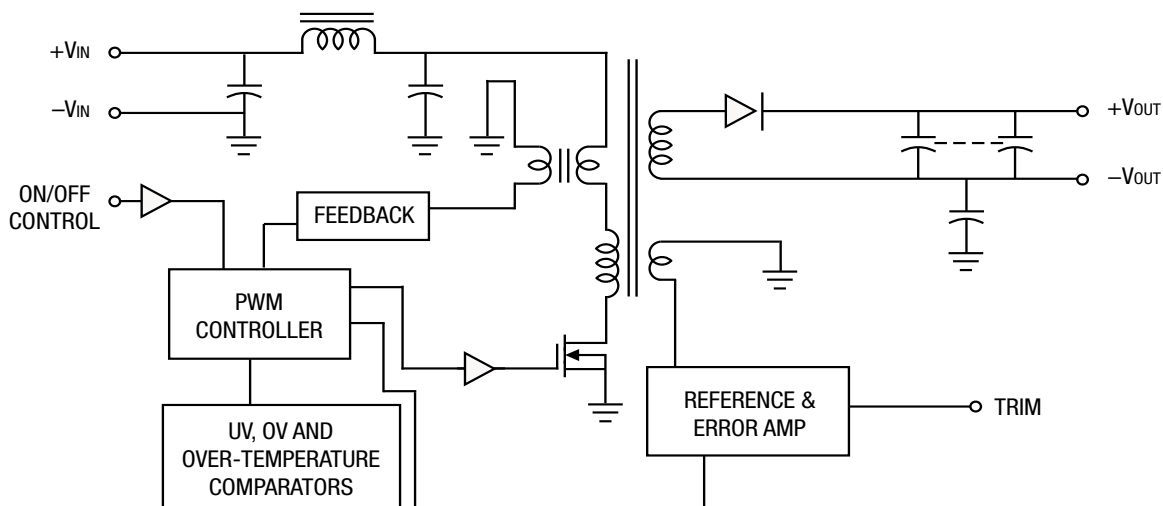 +VIN
–VIN
ON/OFF
CONTROL
FEEDBACK
PWM
CONTROLLER
UV, OV AND
OVER-TEMPERATURE
COMPARATORS
+VOUT
–VOUT
REFERENCE &
ERROR AMP
TRIM